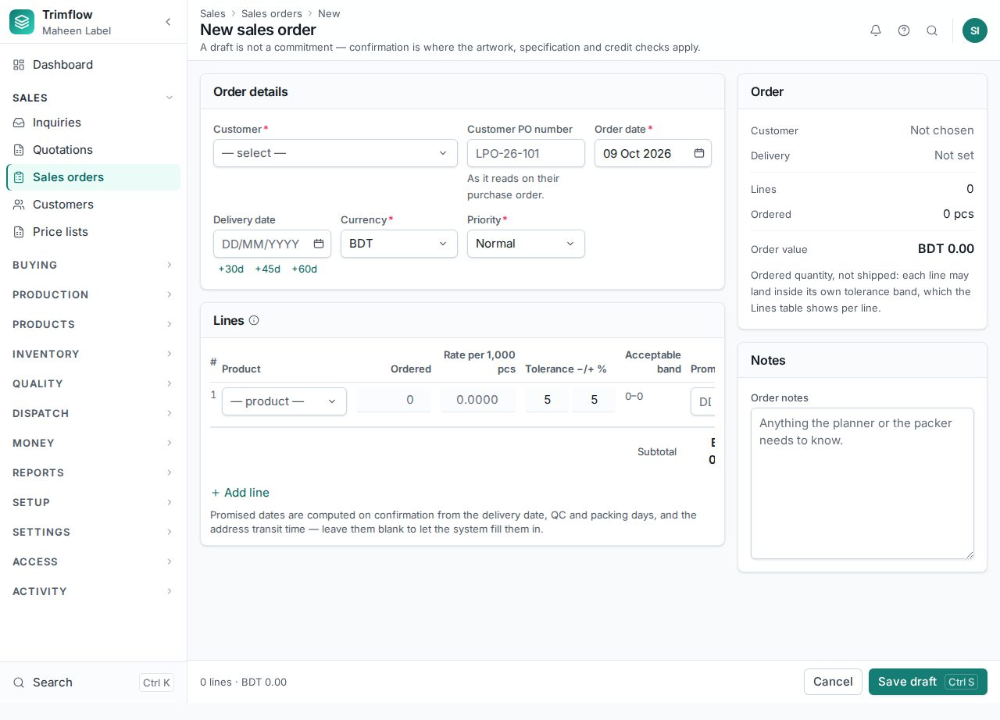 Trimflow
Maheen Label
Dashboard
SALES
Inquiries
Quotations
Sales orders
Customers
Price lists
BUYING
PRODUCTION
PRODUCTS
INVENTORY
QUALITY
DISPATCH
MONEY
REPORTS
SETUP
SETTINGS
ACCESS
ACTIVITY
Search Ctrl K
Sales > Sales orders > New
New sales order
A draft is not a commitment — confirmation is where the artwork, specification and credit checks apply.
SI
Order details
Customer * Customer PO number Order date *
— select — LPO-26-101 09 Oct 2026
As it reads on their
purchase order.
Delivery date Currency * Priority *
DD/MM/YYYY BDT Normal
+30d +45d +60d
Lines
# Product Ordered Rate per 1,000 pcs Tolerance −/+ % Acceptable band Prom
1 — product — 0 0.0000 5 5 0–0 DD
Subtotal
+ Add line
Promised dates are computed on confirmation from the delivery date, QC and packing days, and the
address transit time — leave them blank to let the system fill them in.
Order
Customer Not chosen
Delivery Not set
Lines 0
Ordered 0 pcs
Order value BDT 0.00
Ordered quantity, not shipped: each line may
land inside its own tolerance band, which the
Lines table shows per line.
Notes
Order notes
Anything the planner or the packer
needs to know.
0 lines · BDT 0.00
Cancel Save draft Ctrl S